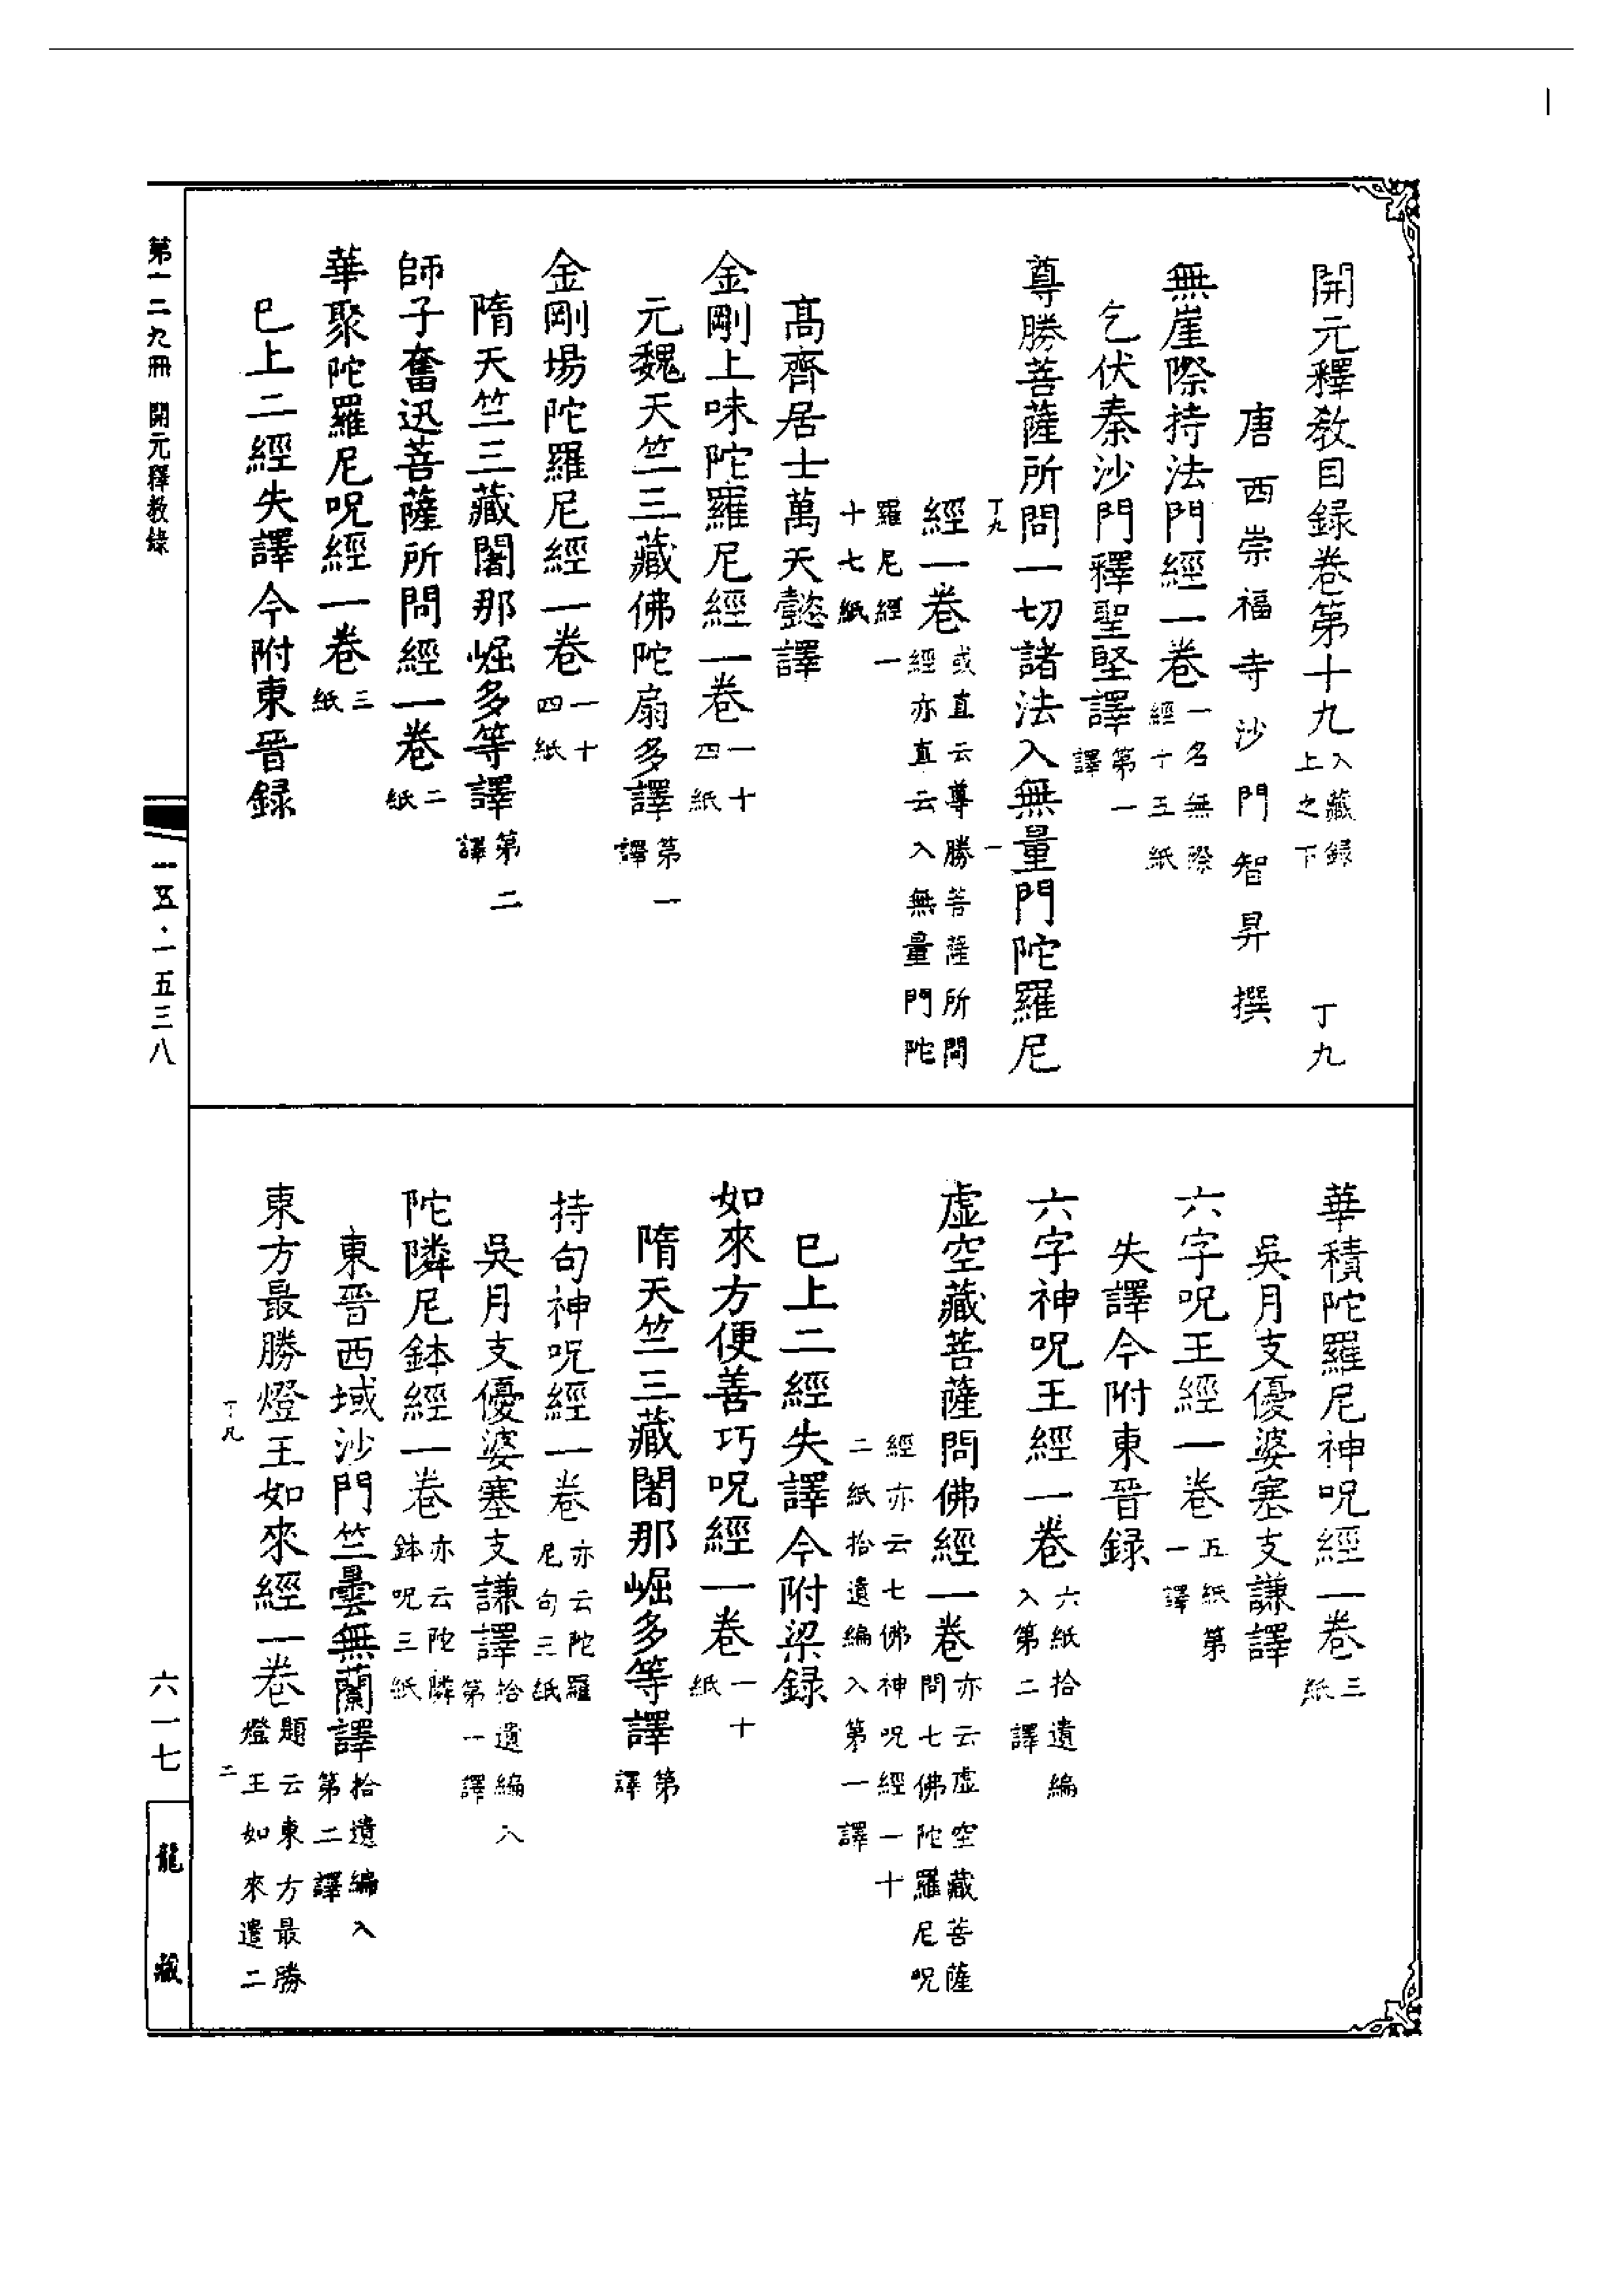 開元釋教目録卷第十九 入藏録上之下 丁九
唐西崇福寺沙門智昇撰
無崖際持法門經一卷 一名無際經十三紙
乞伏秦沙門釋聖堅譯 第一譯
尊勝菩薩所問一切諸法入無量門陀羅尼
丁九 一
經一卷 或直云尊勝菩薩所問經亦直云入無量門陀
羅尼經一十七紙
高齊居士萬天懿譯
金剛上味陀羅尼經一卷 一十四紙
元魏天竺三藏佛陀扇多譯 第一譯
金剛場陀羅尼經一卷 一十四紙
隋天竺三藏闍那崛多等譯 第二譯
師子奮迅菩薩所問經一卷 二紙
華聚陀羅尼呪經一卷 三紙
巳上二經失譯今附東晉録
華積陀羅尼神呪經一卷 三紙
吳月支優婆塞支謙譯
六字呪王經一卷 五紙第一譯
失譯今附東晉録
六字神呪王經一卷 六紙拾遺編入第二譯
虛空藏菩薩問佛經一卷 亦云虛空藏菩薩問七佛陀羅尼呪
經亦云七佛神呪經一十二紙拾遺編入第一譯
巳上二經失譯今附梁録
如來方便善巧呪經一卷 一十紙
隋天竺三藏闍那崛多等譯 第譯
持句神呪經一卷 亦云陀羅尼句三紙
吳月支優婆塞支謙譯 拾遺編入第一譯
陀隣尼鉢經一卷 亦云陀隣鉢呪三紙
東晉西域沙門竺曇無蘭譯 拾遺編入第二譯
東方最勝燈王如來經一卷 題云東方最勝燈王如來遣二
丁九 二
第一二九冊 開元釋教錄
一五·一五三八
六一七
龍藏